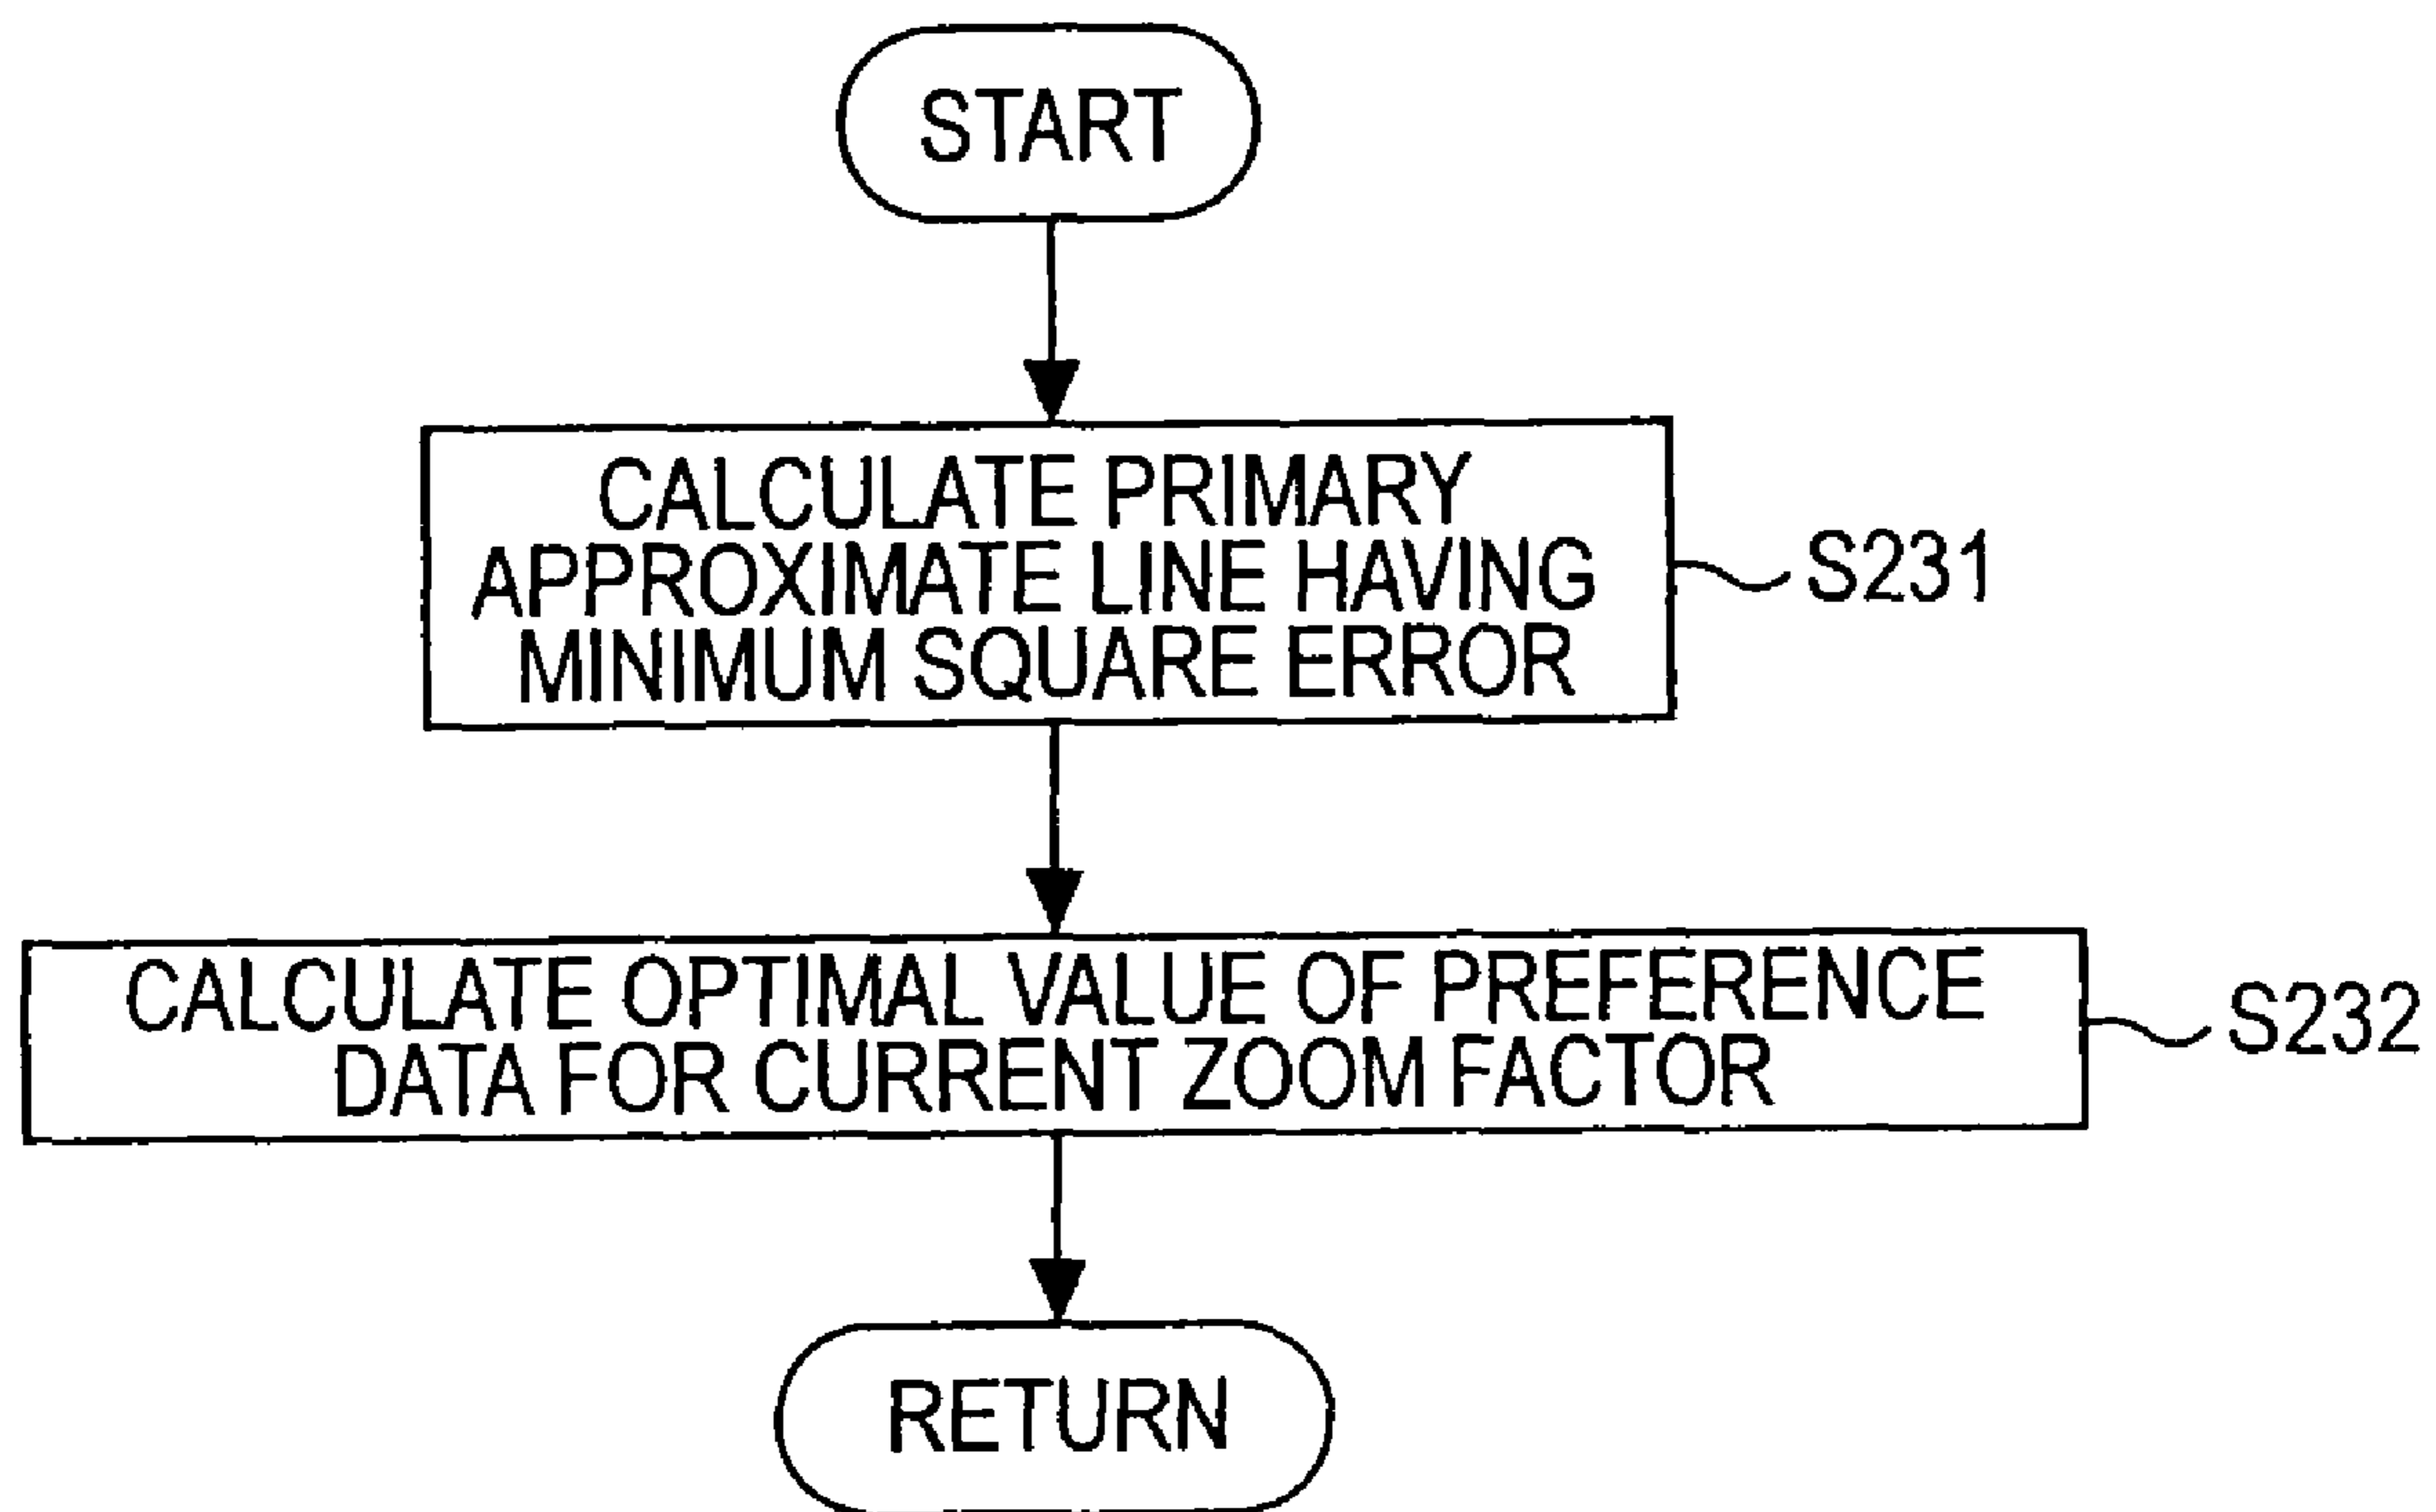 START
CALCULATE PRIMARY
APPROXIMATE LINE HAVING
MINIMUM SQUARE ERROR
S231
CALCULATE OPTIMAL VALUE OF PREFERENCE
DATA FOR CURRENT ZOOM FACTOR
S232
RETURN